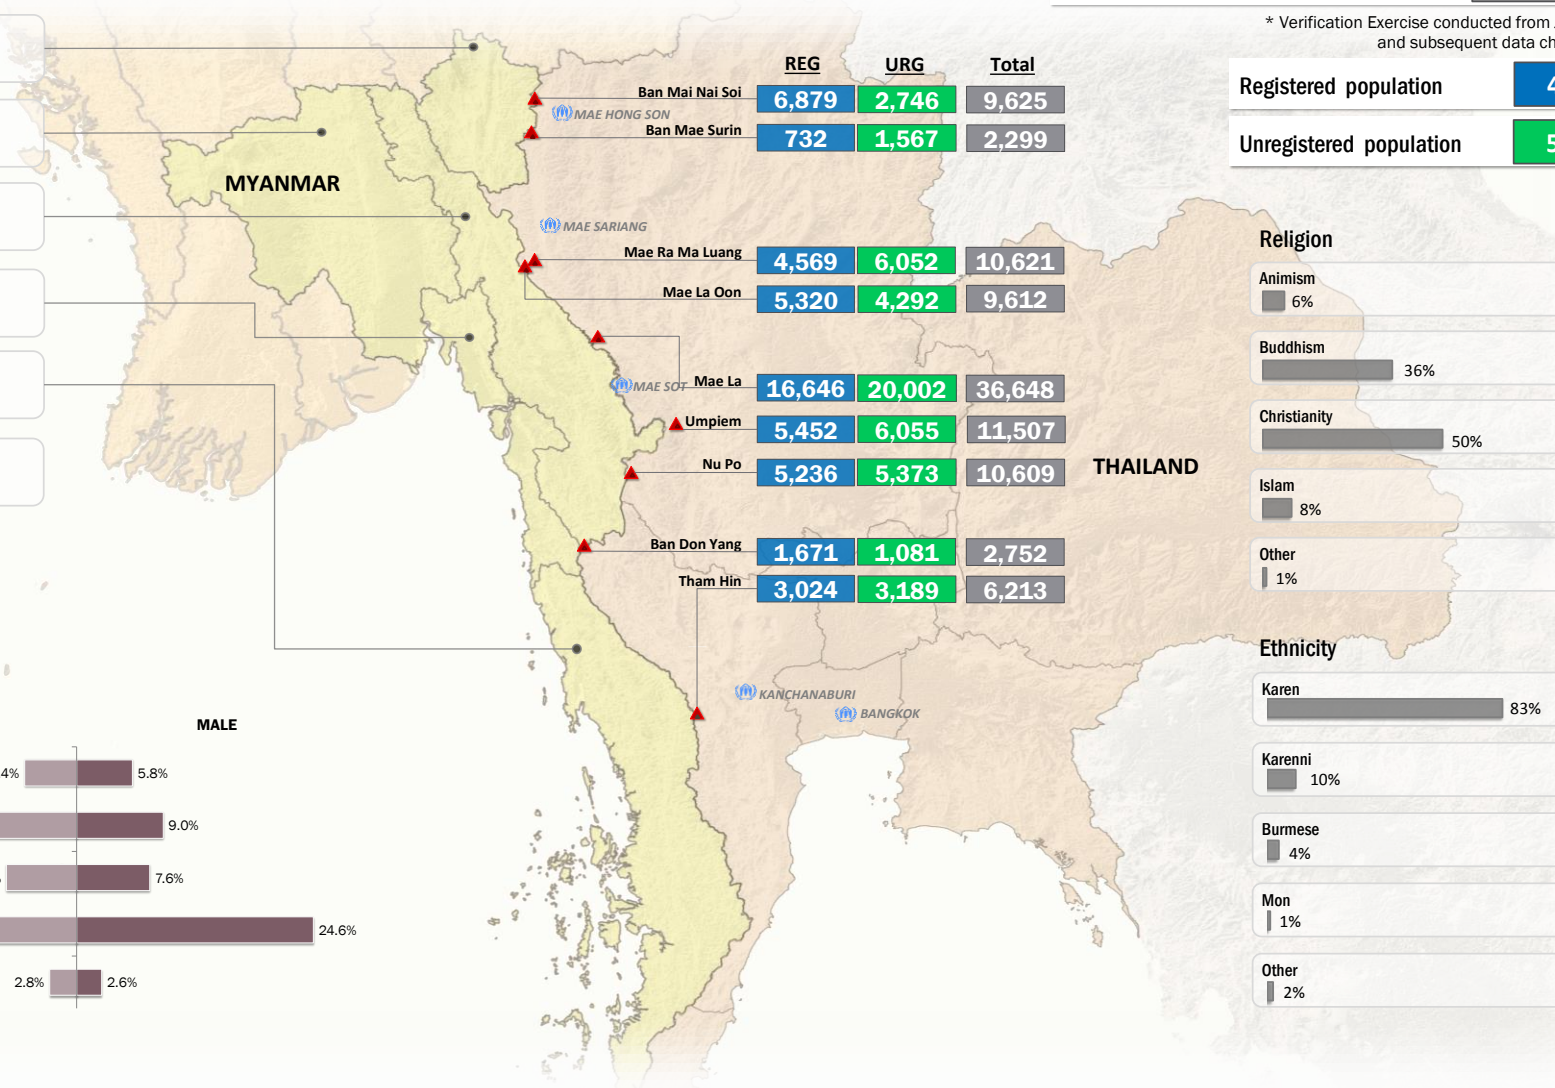 * Verification Exercise conducted from
and subsequent data ch
REG URG Total
Registered population 4
Unregistered population 5
Ban Mai Nai Soi 6,879 2,746 9,625
MAE HONG SON
Ban Mae Surin 732 1,567 2,299
MYANMAR
MAE SARIANG
Mae Ra Ma Luang 4,569 6,052 10,621
Mae La Oon 5,320 4,292 9,612
MAE SOT
Mae La 16,646 20,002 36,648
Umpiem 5,452 6,055 11,507
Nu Po 5,236 5,373 10,609
THAILAND
Ban Don Yang 1,671 1,081 2,752
Tham Hin 3,024 3,189 6,213
KANCHANABURI
BANGKOK
Religion
Animism
6%
Buddhism
36%
Christianity
50%
Islam
8%
Other
1%
Ethnicity
Karen
83%
Karenni
10%
Burmese
4%
Mon
1%
Other
2%
MALE
4% 5.8%
9.0%
7.6%
24.6%
2.8% 2.6%